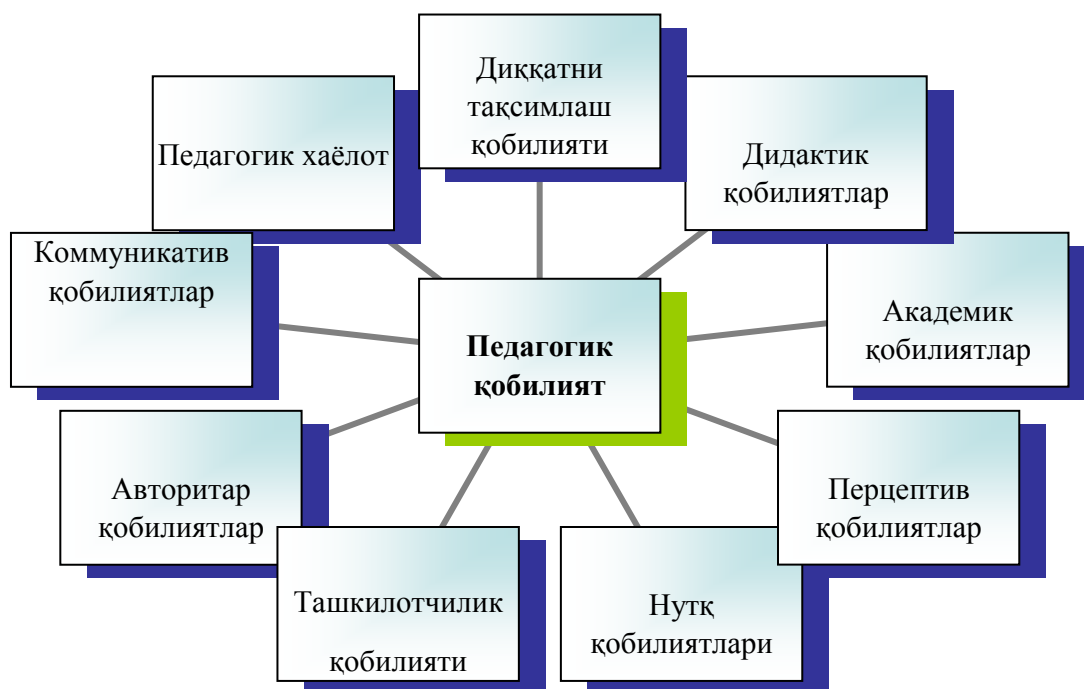 Диққатни
тақсимлаш
қобилияти
Педагогик хаёлот
Дидактик
қобилиятлар
Коммуникатив
қобилиятлар
Академик
қобилиятлар
Педагогик
қобилият
Авторитар
қобилиятлар
Перцептив
қобилиятлар
Ташкилотчилик
қобилияти
Нутқ
қобилиятлари